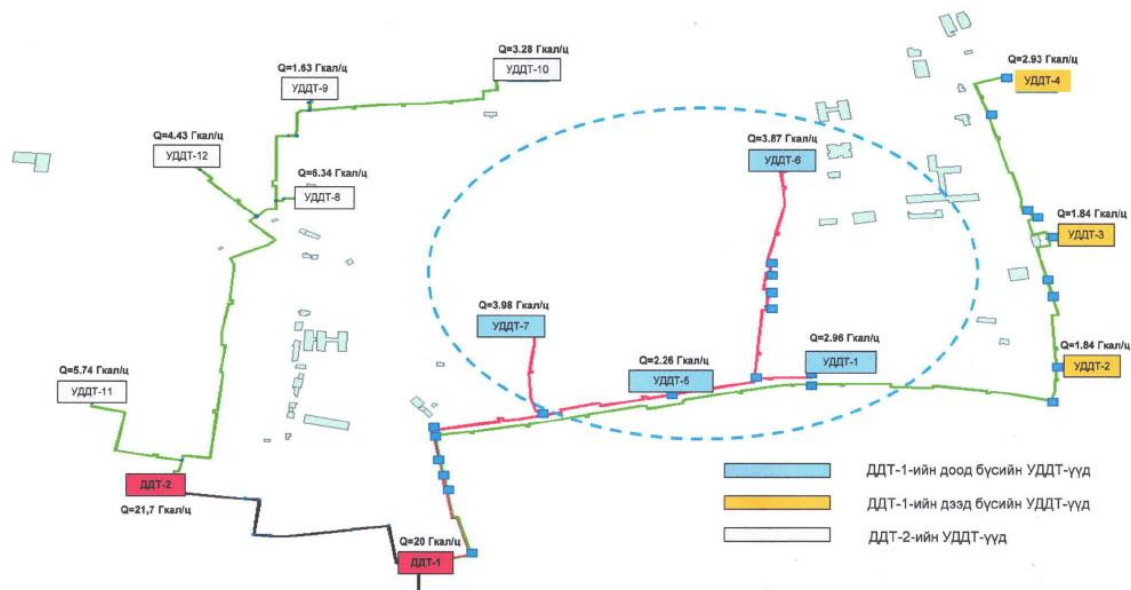 Q=3.28 Гкал/ц
УДДТ-10
Q=1.63 Гкал/ц
УДДТ-9
Q=2.93 Гкал/ц
УДДТ-4
Q=4.43 Гкал/ц
УДДТ-12
Q=3.87 Гкал/ц
УДДТ-6
Q=6.34 Гкал/ц
УДДТ-8
Q=1.84 Гкал/ц
УДДТ-3
Q=3.98 Гкал/ц
УДДТ-7
Q=2.26 Гкал/ц
УДДТ-5
Q=2.96 Гкал/ц
УДДТ-1
Q=1.84 Гкал/ц
УДДТ-2
Q=5.74 Гкал/ц
УДДТ-11
ДДТ-2
Q=21,7 Гкал/ц
Q=20 Гкал/ц
ДДТ-1
ДДТ-1-ийн доод бүсийн УДДТ-үүд
ДДТ-1-ийн дээд бүсийн УДДТ-үүд
ДДТ-2-ийн УДДТ-үүд